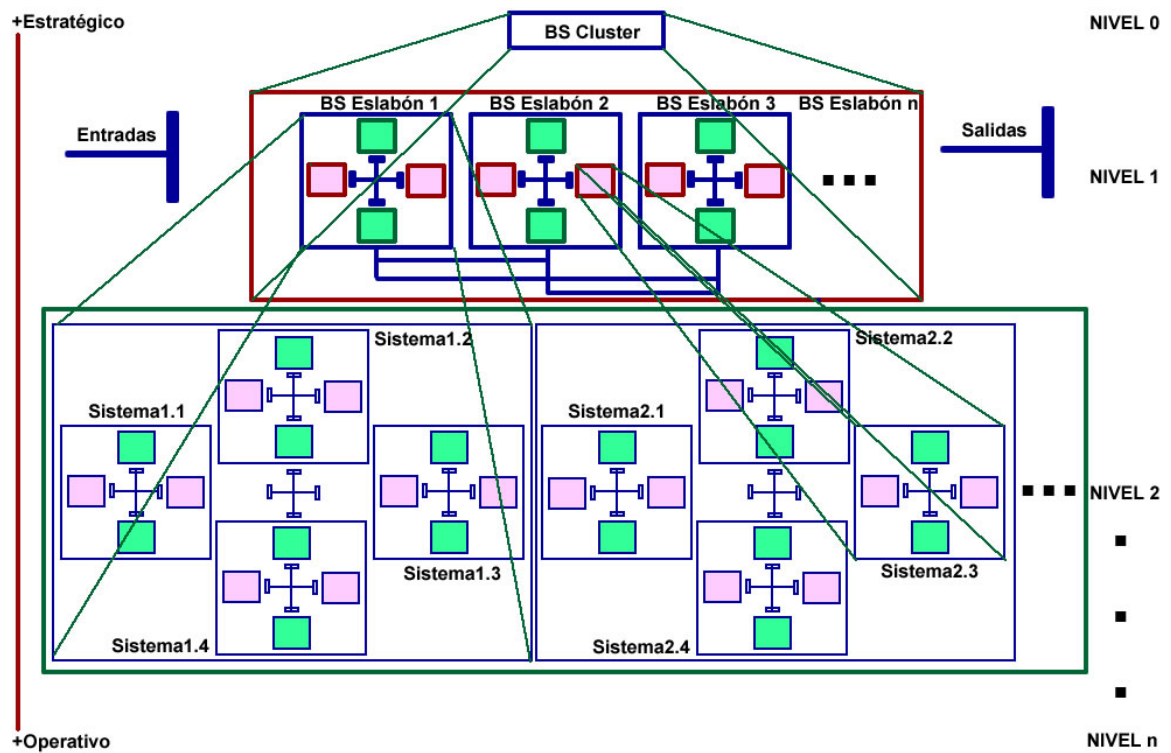 +Estratégico
BS Cluster
NIVEL 0
BS Eslabón 1
BS Eslabón 2
BS Eslabón 3
BS Eslabón n
Entradas
Salidas
NIVEL 1
Sistema1.2
Sistema2.2
Sistema1.1
Sistema2.1
NIVEL 2
Sistema1.3
Sistema2.3
Sistema1.4
Sistema2.4
+Operativo
NIVEL n